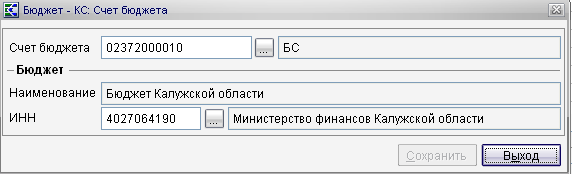 Бюджет - КС: Счет бюджета
Счет бюджета 02372000010 ... БС
Бюджет
Наименование Бюджет Калужской области
ИНН 4027064190 ... Министерство финансов Калужской области
Сохранить Выход